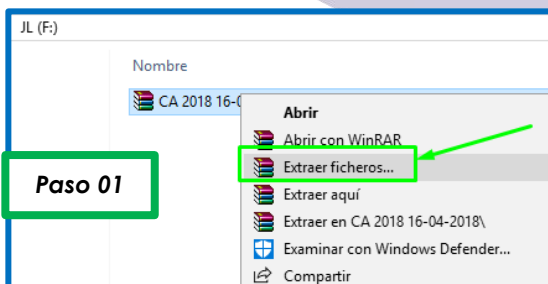 JL (F:)
Nombre
CA 2018 16-0
Abrir
Abrir con WinRAR
Extraer ficheros...
Paso 01
Extraer aquí
Extraer en CA 2018 16-04-2018\
Examinar con Windows Defender...
Compartir